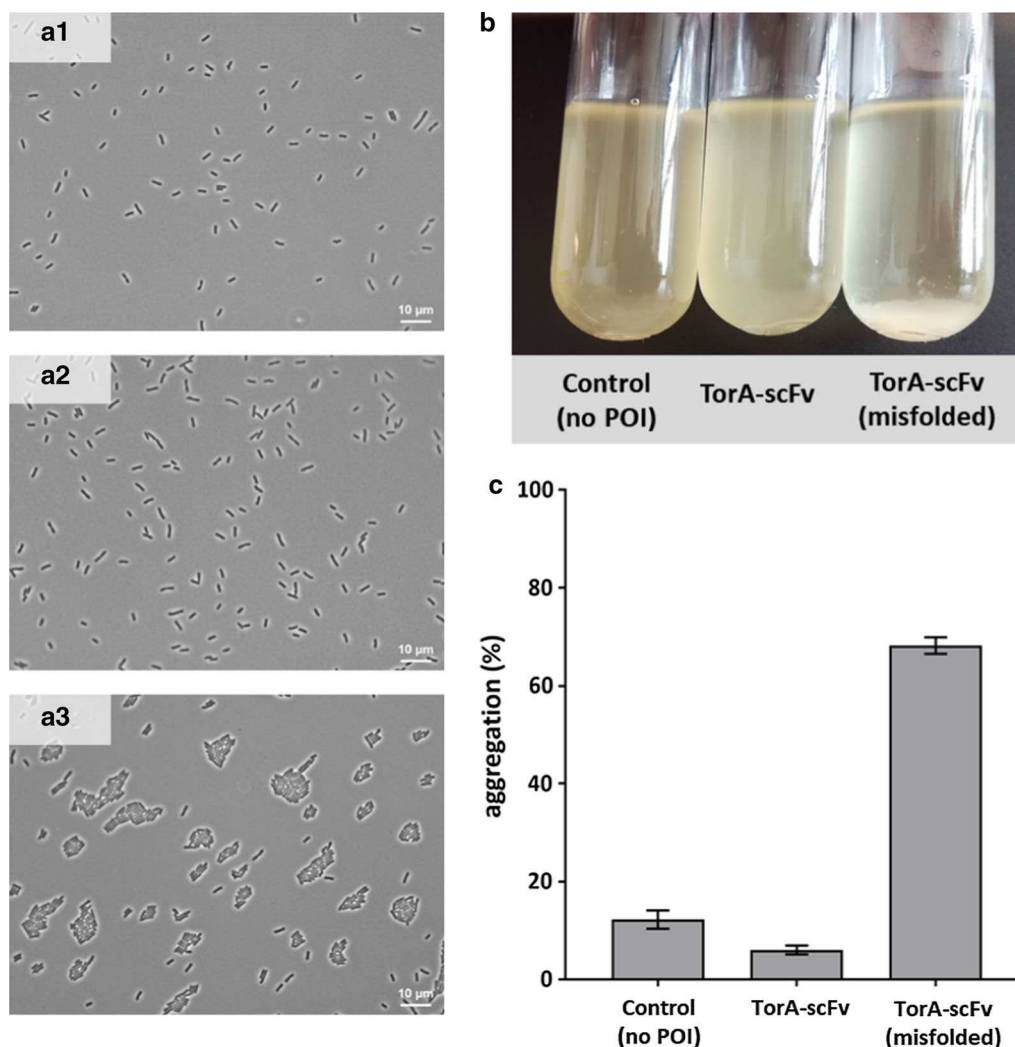 a1
10 µm
a2
10 µm
a3
10 µm
b
Control
(no POI)
TorA-scFv
TorA-scFv
(misfolded)
c
aggregation (%)
100
80
60
40
20
0
Control
(no POI)
TorA-scFv
TorA-scFv
(misfolded)